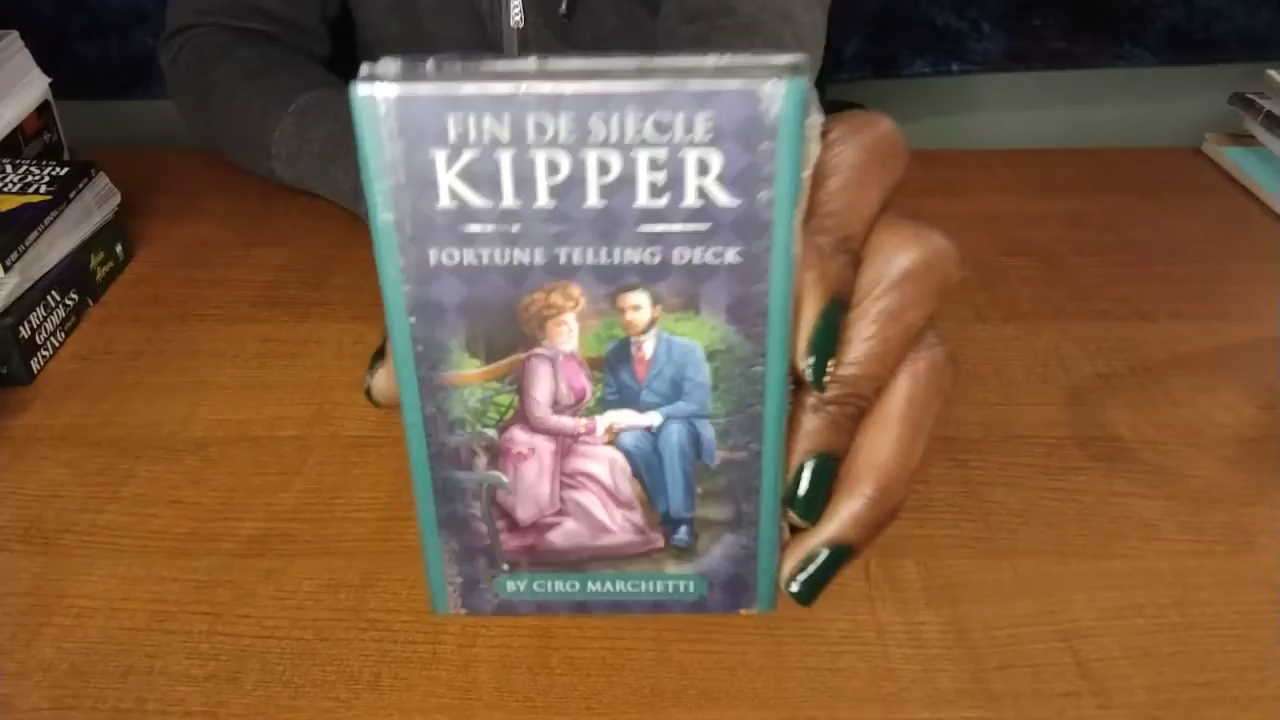 FIN DE SIÈCLE
KIPPER
FORTUNE TELLING DECK
BY CIRO MARCHETTI
AFRICAN
GODDESS
RISING